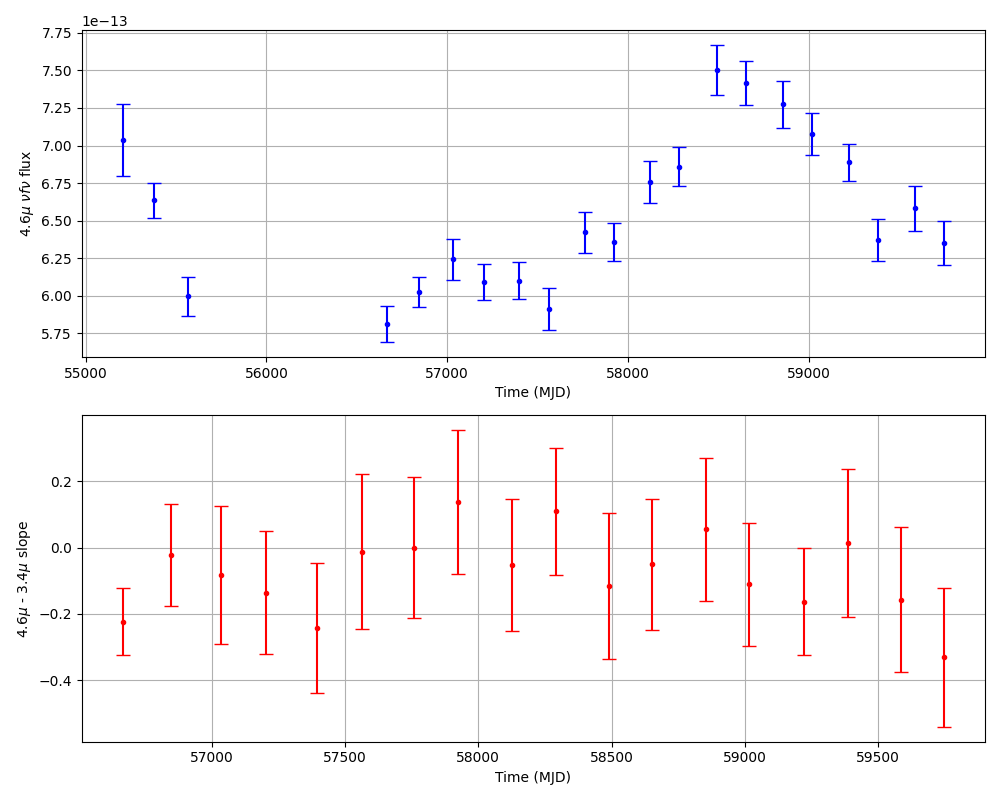 1e−13
7.75
7.50
7.25
7.00
6.75
6.50
6.25
6.00
5.75
4.6μ νfν flux
55000 56000 57000 58000 59000
Time (MJD)
0.2
0.0
−0.2
−0.4
4.6μ - 3.4μ slope
57000 57500 58000 58500 59000 59500
Time (MJD)